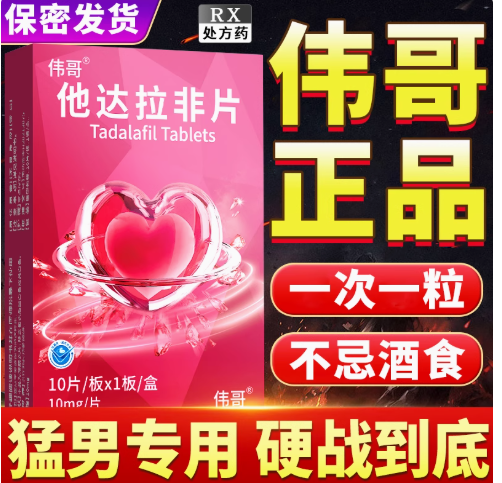 保密发货
RX
处方药
伟哥®
他达拉非片
Tadalafil Tablets
10片/板x1板/盒
10mg/片
伟哥®
伟哥
正品
一次一粒
不忌酒食
猛男专用 硬战到底